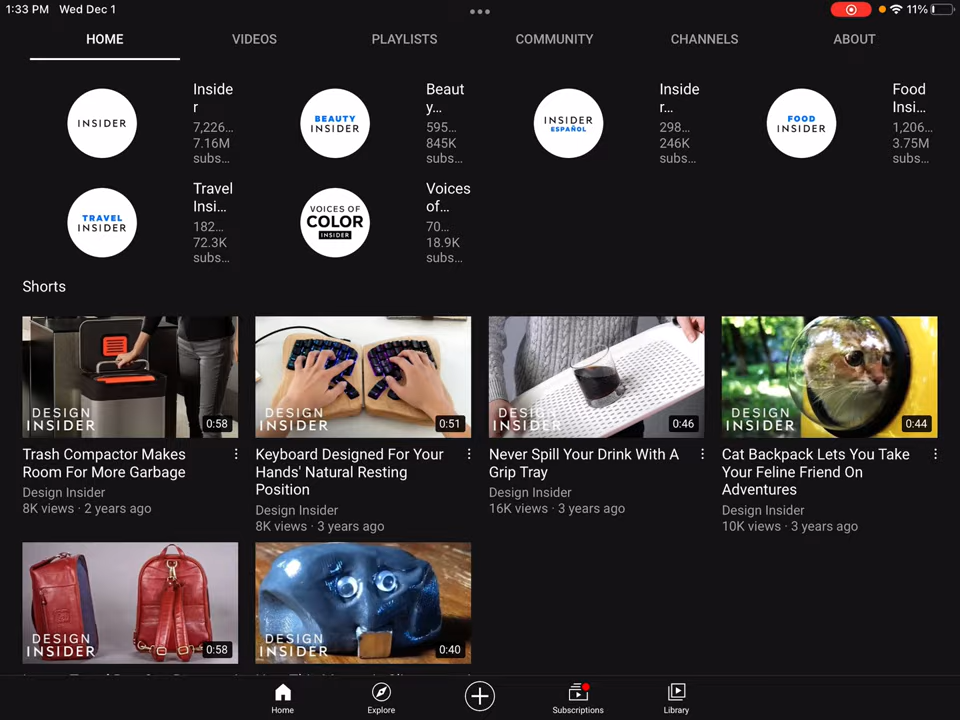 1:33 PM Wed Dec 1
11%
HOME VIDEOS PLAYLISTS COMMUNITY CHANNELS ABOUT
INSIDER
Inside
r
7,226…
7.16M
subs…
BEAUTY
INSIDER
Beaut
y…
595…
845K
subs…
INSIDER
ESPAÑOL
Inside
r…
298…
246K
subs…
FOOD
INSIDER
Food
Insi…
1,206…
3.75M
subs…
TRAVEL
INSIDER
Travel
Insi…
182…
72.3K
subs…
VOICES OF
COLOR
INSIDER
Voices
of…
70…
18.9K
subs…
Shorts
DESIGN
INSIDER
0:58
Trash Compactor Makes
Room For More Garbage
Design Insider
8K views · 2 years ago
DESIGN
INSIDER
0:51
Keyboard Designed For Your
Hands' Natural Resting
Position
Design Insider
8K views · 3 years ago
DESIGN
INSIDER
0:46
Never Spill Your Drink With A
Grip Tray
Design Insider
16K views · 3 years ago
DESIGN
INSIDER
0:44
Cat Backpack Lets You Take
Your Feline Friend On
Adventures
Design Insider
10K views · 3 years ago
DESIGN
INSIDER
0:58
DESIGN
INSIDER
0:40
Home Explore Subscriptions Library